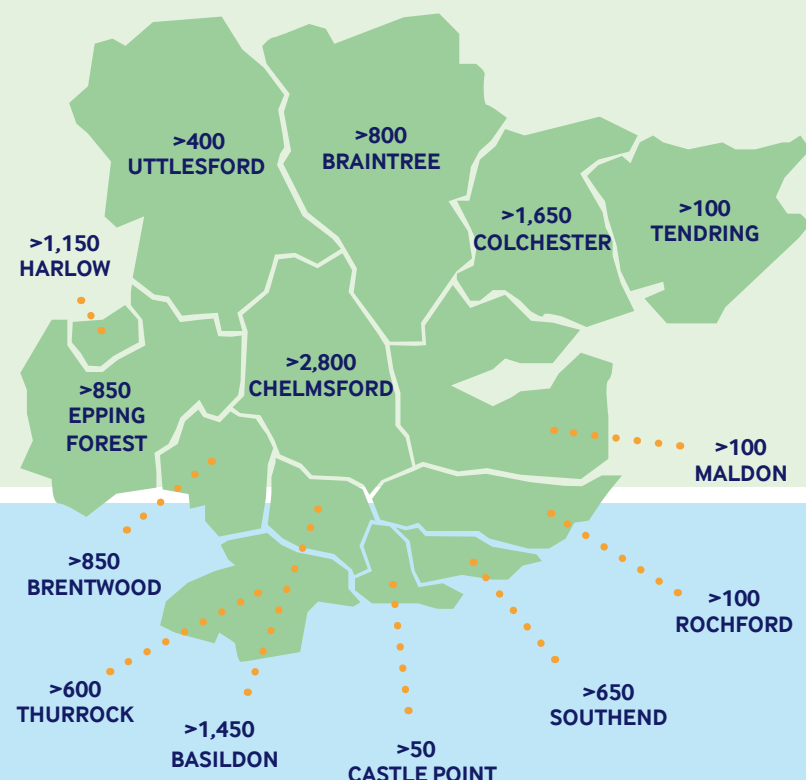 >400
UTTLESFORD
>800
BRAINTREE
>1,650
COLCHESTER
>100
TENDRING
>1,150
HARLOW
>2,800
CHELMSFORD
>850
EPPING
FOREST
>100
MALDON
>850
BRENTWOOD
>100
ROCHFORD
>600
THURROCK
>1,450
BASILDON
>50
CASTLE POINT
>650
SOUTHEND